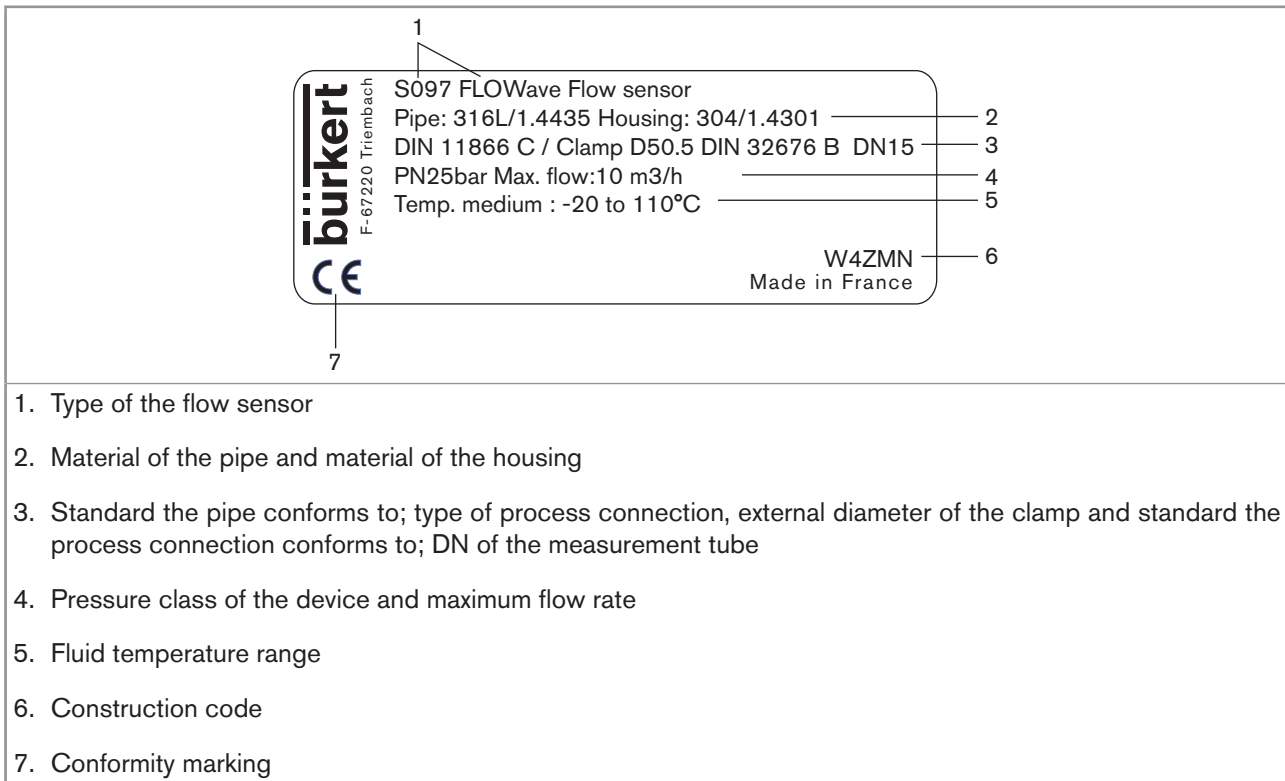 1
bürkert
F-67220 Triembach
S097 FLOWave Flow sensor
Pipe: 316L/1.4435 Housing: 304/1.4301
2
DIN 11866 C / Clamp D50.5 DIN 32676 B DN15
3
PN25bar Max. flow:10 m3/h
4
Temp. medium : -20 to 110°C
5
W4ZMN
6
Made in France
CE
7
1. Type of the flow sensor
2. Material of the pipe and material of the housing
3. Standard the pipe conforms to; type of process connection, external diameter of the clamp and standard the
process connection conforms to; DN of the measurement tube
4. Pressure class of the device and maximum flow rate
5. Fluid temperature range
6. Construction code
7. Conformity marking